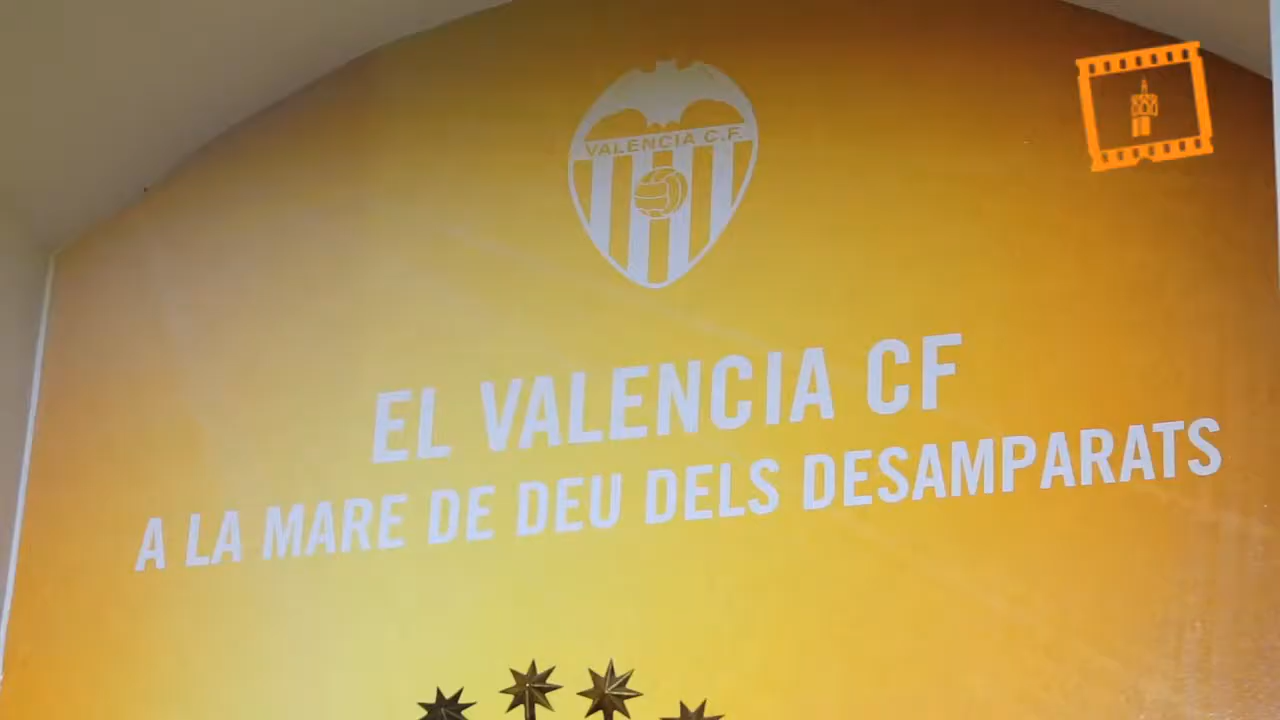 VALENCIA C.F.
EL VALENCIA CF
A LA MARE DE DEU DELS DESAMPARATS